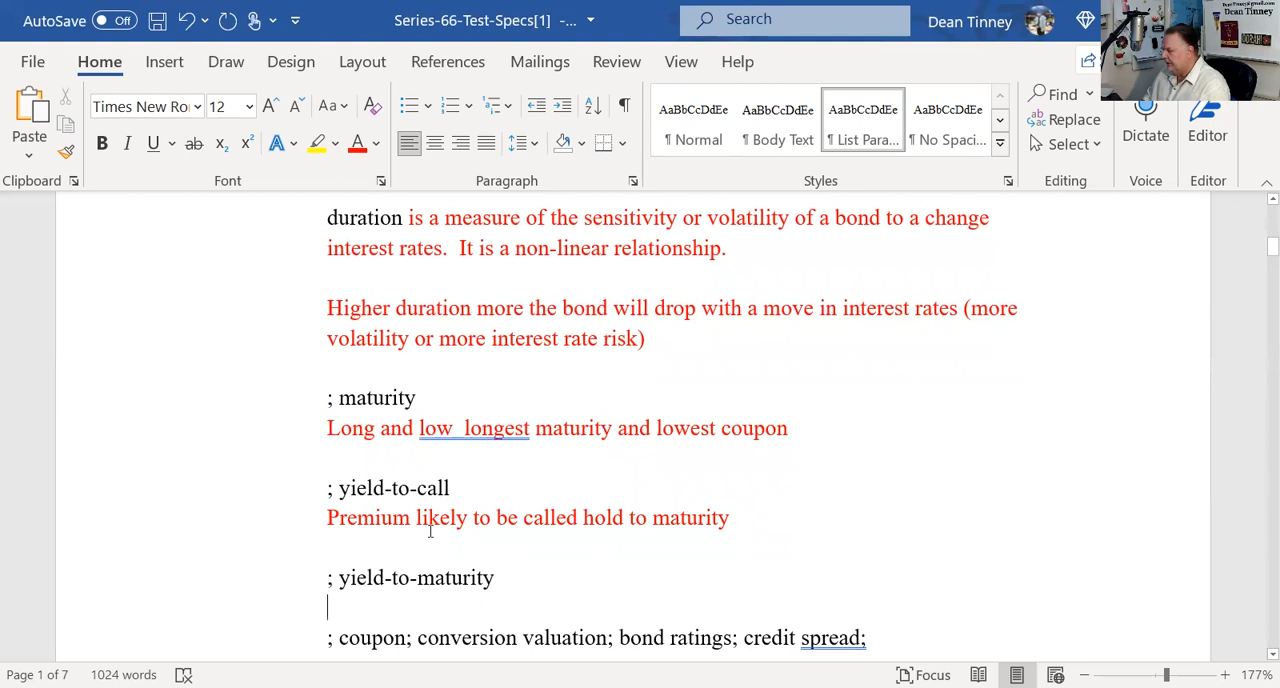 AutoSave Off
Series-66-Test-Specs[1] -...
Search
Dean Tinney
DeanTinney@gmail.com
Dean Tinney
File Home Insert Draw Design Layout References Mailings Review View Help
Times New Ro 12
Aa
Paste
Clipboard
Font
Paragraph
AaBbCcDdEe AaBbCcDdEe AaBbCcDdEe AaBbCcDdEe
¶ Normal ¶ Body Text ¶ List Para... ¶ No Spaci...
Styles
Find
Replace
Select
Editing
Dictate
Voice
Editor
Editor
duration is a measure of the sensitivity or volatility of a bond to a change
interest rates. It is a non-linear relationship.
Higher duration more the bond will drop with a move in interest rates (more
volatility or more interest rate risk)
; maturity
Long and low longest maturity and lowest coupon
; yield-to-call
Premium likely to be called hold to maturity
; yield-to-maturity
; coupon; conversion valuation; bond ratings; credit spread;
Page 1 of 7 1024 words
Focus
177%